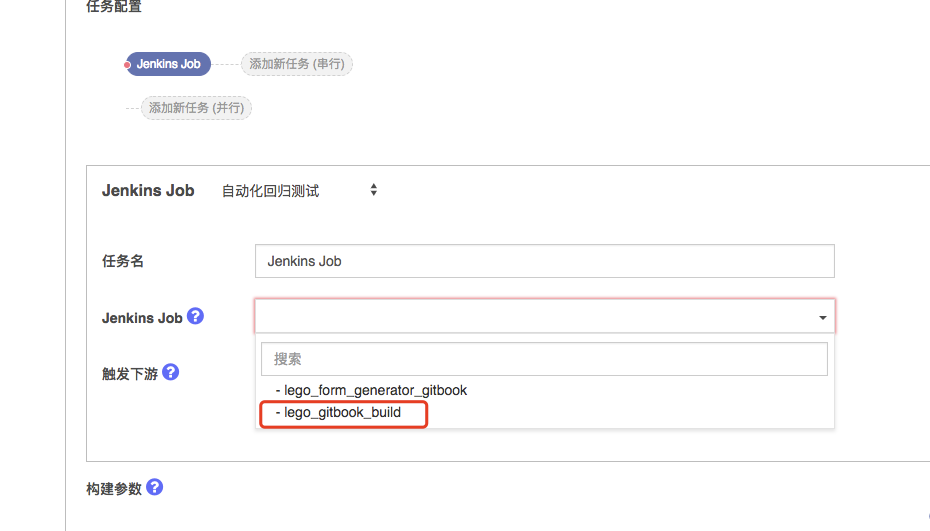 任务配置
Jenkins Job 添加新任务 (串行)
添加新任务 (并行)
Jenkins Job 自动化回归测试
任务名 Jenkins Job
Jenkins Job ?
搜索
触发下游 ?
- lego_form_generator_gitbook
- lego_gitbook_build
构建参数 ?